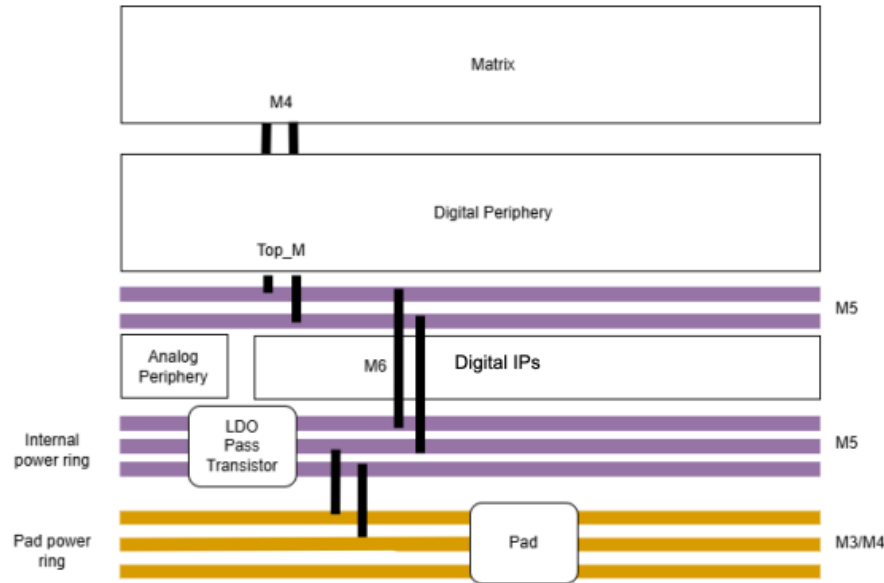 Matrix
M4
Digital Periphery
Top_M
M5
Analog
Periphery
M6
Digital IPs
Internal
power ring
LDO
Pass
Transistor
M5
Pad power
ring
Pad
M3/M4